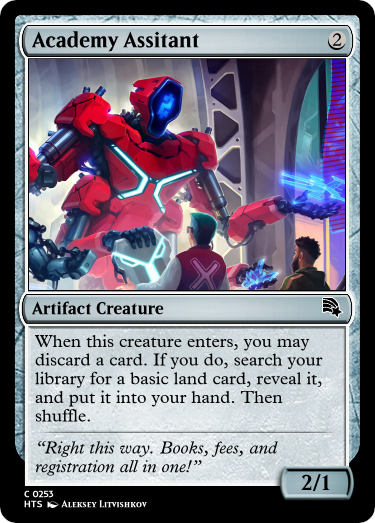 Academy Assitant
2
Artifact Creature
When this creature enters, you may
discard a card. If you do, search your
library for a basic land card, reveal it,
and put it into your hand. Then
shuffle.
“Right this way. Books, fees, and
registration all in one!”
2/1
C 0253
HTS Aleksey Litvishkov